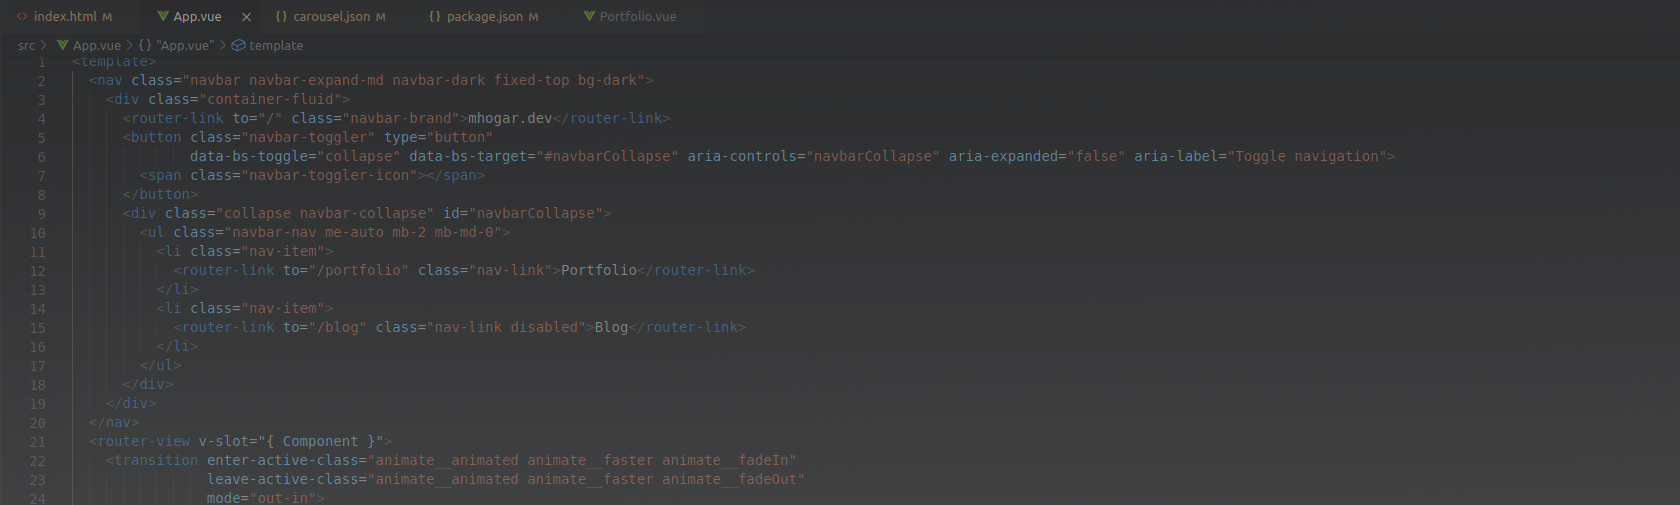 index.html M App.vue × carousel.json M package.json M Portfolio.vue
src > App.vue > {} "App.vue" > template
1 <template>
2 <nav class="navbar navbar-expand-md navbar-dark fixed-top bg-dark">
3 <div class="container-fluid">
4 <router-link to="/" class="navbar-brand">mhogar.dev</router-link>
5 <button class="navbar-toggler" type="button"
6 data-bs-toggle="collapse" data-bs-target="#navbarCollapse" aria-controls="navbarCollapse" aria-expanded="false" aria-label="Toggle navigation">
7 <span class="navbar-toggler-icon"></span>
8 </button>
9 <div class="collapse navbar-collapse" id="navbarCollapse">
10 <ul class="navbar-nav me-auto mb-2 mb-md-0">
11 <li class="nav-item">
12 <router-link to="/portfolio" class="nav-link">Portfolio</router-link>
13 </li>
14 <li class="nav-item">
15 <router-link to="/blog" class="nav-link disabled">Blog</router-link>
16 </li>
17 </ul>
18 </div>
19 </div>
20 </nav>
21 <router-view v-slot="{ Component }">
22 <transition enter-active-class="animate__animated animate__faster animate__fadeIn"
23 leave-active-class="animate__animated animate__faster animate__fadeOut"
24 mode="out-in">